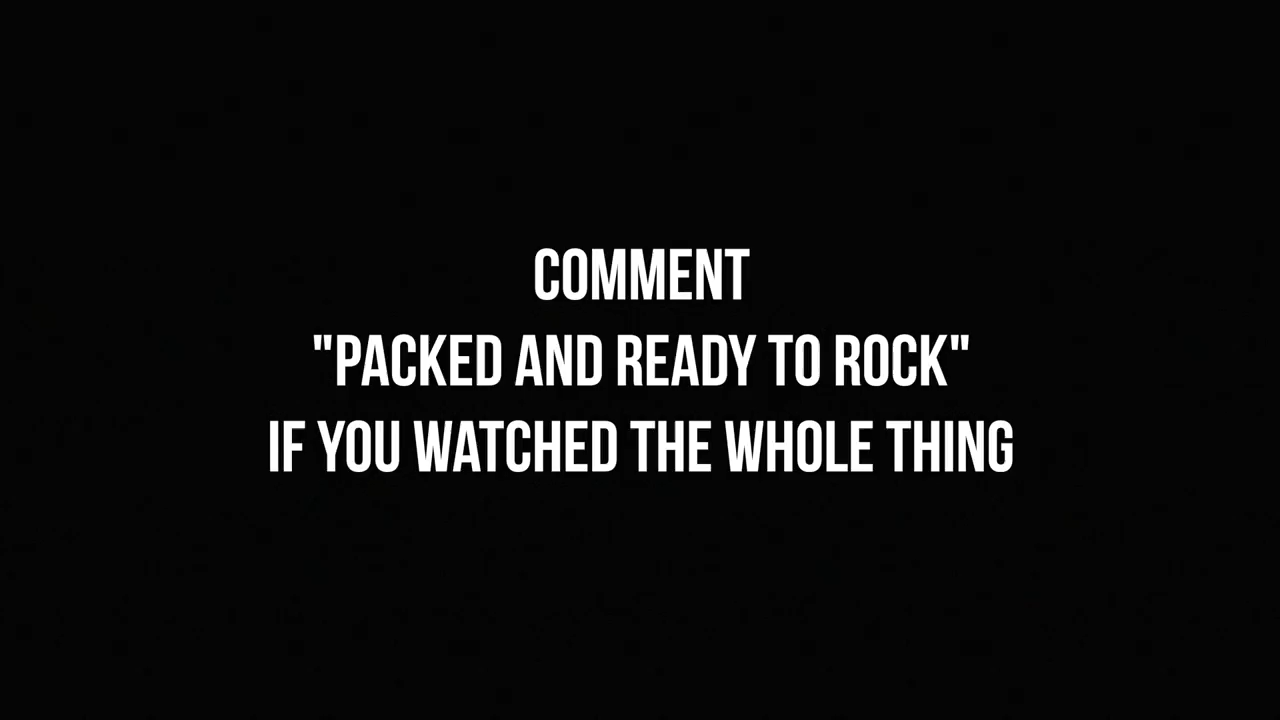 COMMENT
"PACKED AND READY TO ROCK"
IF YOU WATCHED THE WHOLE THING